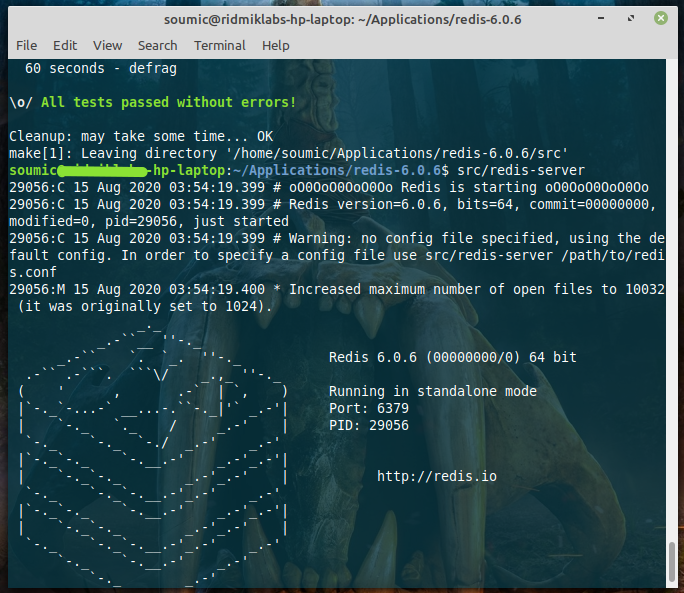 soumic@ridmiklabs-hp-laptop: ~/Applications/redis-6.0.6
File Edit View Search Terminal Help
  60 seconds - defrag
\o/ All tests passed without errors!
Cleanup: may take some time... OK
make[1]: Leaving directory '/home/soumic/Applications/redis-6.0.6/src'
soumic -hp-laptop:~/Applications/redis-6.0.6$ src/redis-server
29056:C 15 Aug 2020 03:54:19.399 # oO0OoO0OoO0Oo Redis is starting oO0OoO0OoO0Oo
29056:C 15 Aug 2020 03:54:19.399 # Redis version=6.0.6, bits=64, commit=00000000,
modified=0, pid=29056, just started
29056:C 15 Aug 2020 03:54:19.399 # Warning: no config file specified, using the de
fault config. In order to specify a config file use src/redis-server /path/to/redi
s.conf
29056:M 15 Aug 2020 03:54:19.400 * Increased maximum number of open files to 10032
 (it was originally set to 1024).
Redis 6.0.6 (00000000/0) 64 bit
Running in standalone mode
Port: 6379
PID: 29056
http://redis.io